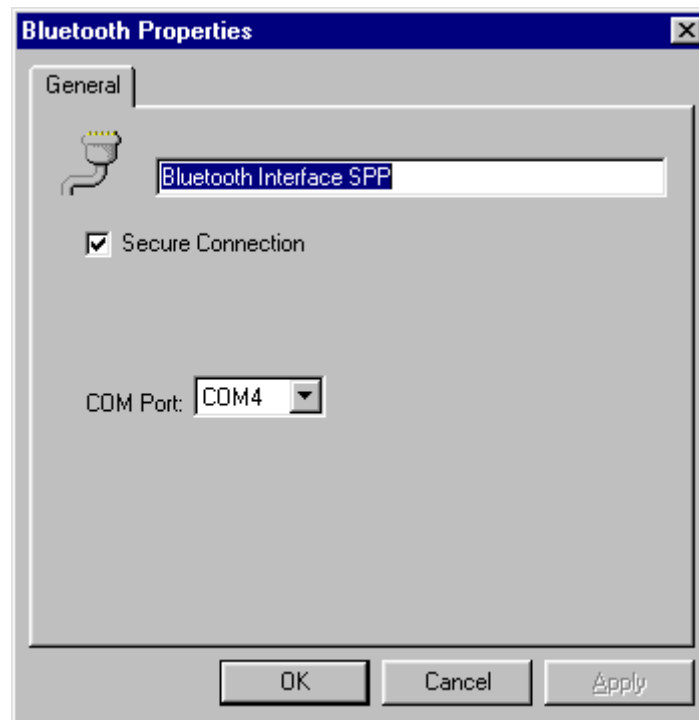 Bluetooth Properties
General
Bluetooth Interface SPP
Secure Connection
COM Port: COM4
OK Cancel Apply